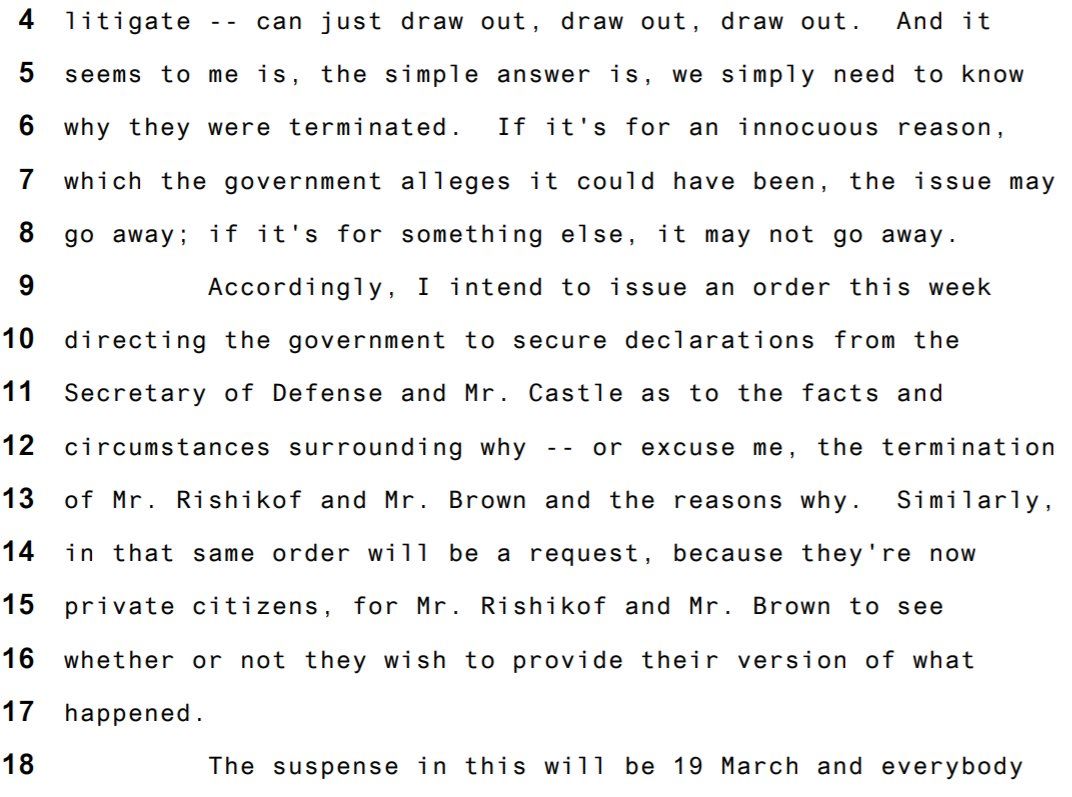 4 litigate -- can just draw out, draw out, draw out. And it
5 seems to me is, the simple answer is, we simply need to know
6 why they were terminated. If it's for an innocuous reason,
7 which the government alleges it could have been, the issue may
8 go away; if it's for something else, it may not go away.
9 Accordingly, I intend to issue an order this week
10 directing the government to secure declarations from the
11 Secretary of Defense and Mr. Castle as to the facts and
12 circumstances surrounding why -- or excuse me, the termination
13 of Mr. Rishikof and Mr. Brown and the reasons why. Similarly,
14 in that same order will be a request, because they're now
15 private citizens, for Mr. Rishikof and Mr. Brown to see
16 whether or not they wish to provide their version of what
17 happened.
18 The suspense in this will be 19 March and everybody